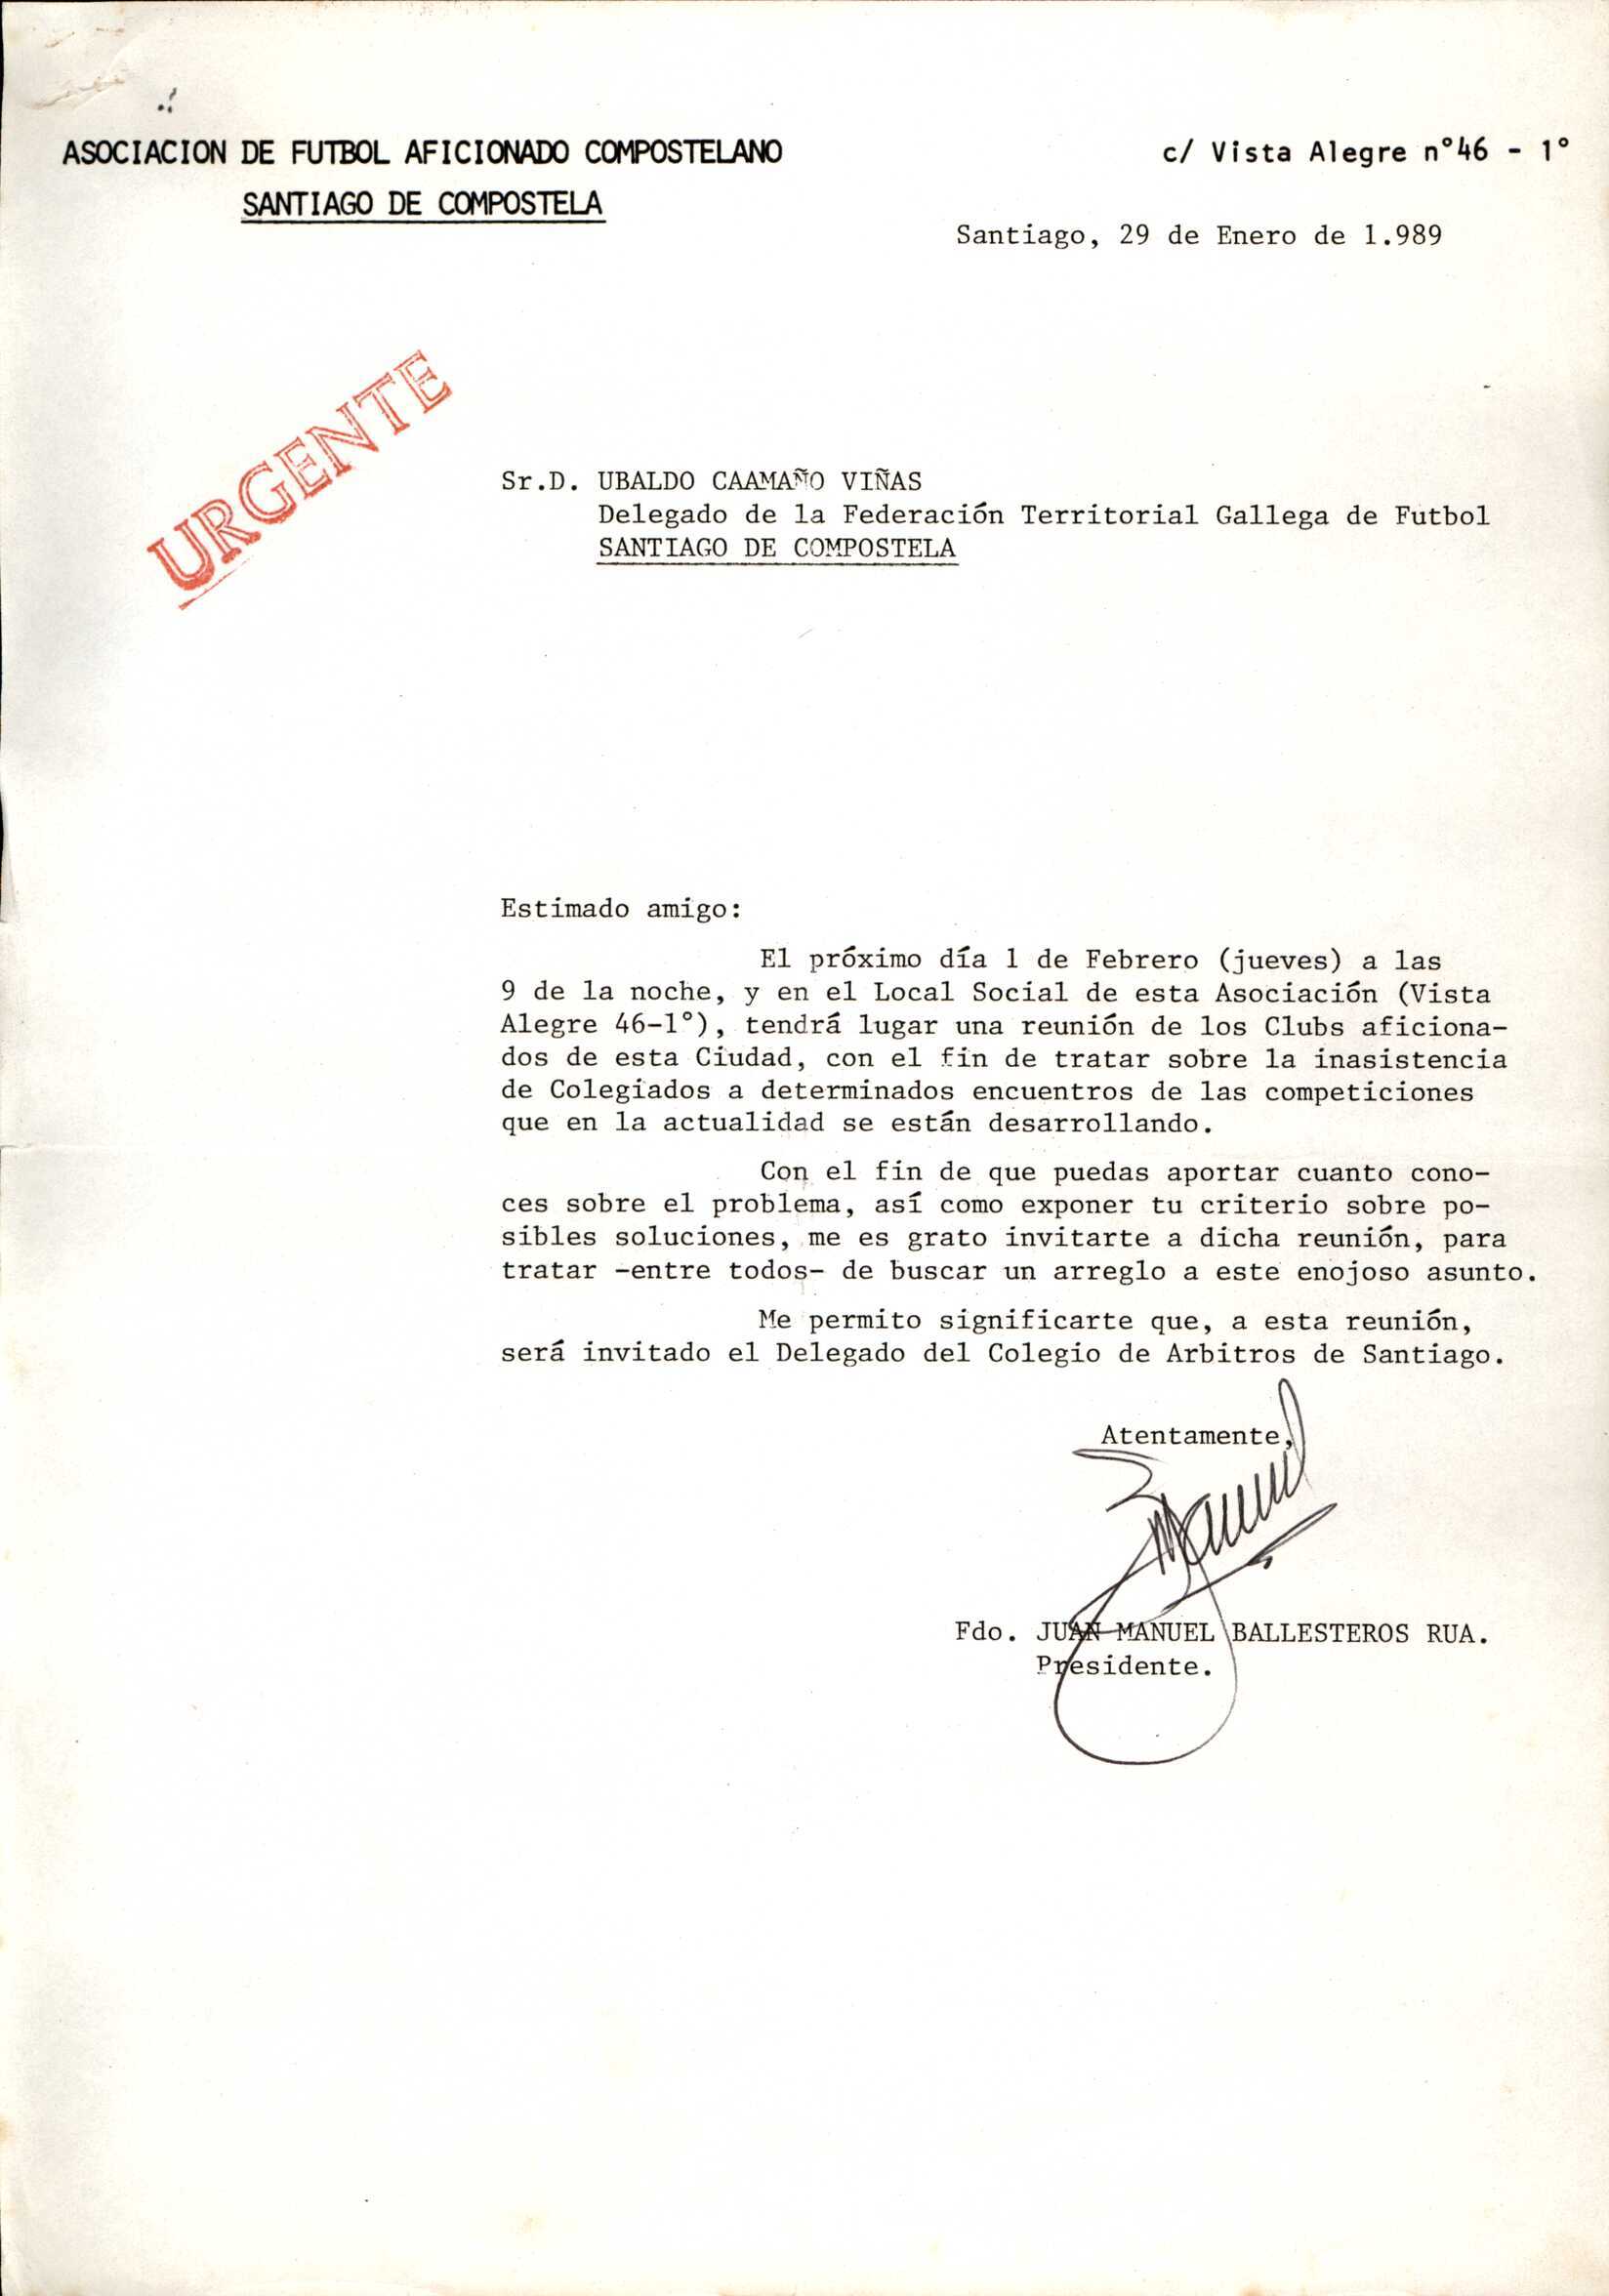 ASOCIACION DE FUTBOL AFICIONADO COMPOSTELANO
SANTIAGO DE COMPOSTELA
c/ Vista Alegre nº46 - 1º
Santiago, 29 de Enero de 1.989
URGENTE
Sr.D. UBALDO CAAMAÑO VIÑAS
Delegado de la Federación Territorial Gallega de Futbol
SANTIAGO DE COMPOSTELA
Estimado amigo:
El próximo día 1 de Febrero (jueves) a las
9 de la noche, y en el Local Social de esta Asociación (Vista
Alegre 46-1º), tendrá lugar una reunión de los Clubs aficiona-
dos de esta Ciudad, con el fin de tratar sobre la inasistencia
de Colegiados a determinados encuentros de las competiciones
que en la actualidad se están desarrollando.
Con el fin de que puedas aportar cuanto cono-
ces sobre el problema, así como exponer tu criterio sobre po-
sibles soluciones, me es grato invitarte a dicha reunión, para
tratar -entre todos- de buscar un arreglo a este enojoso asunto.
Me permito significarte que, a esta reunión,
será invitado el Delegado del Colegio de Arbitros de Santiago.
Atentamente,
Manuel
Fdo. JUAN MANUEL BALLESTEROS RUA.
Presidente.